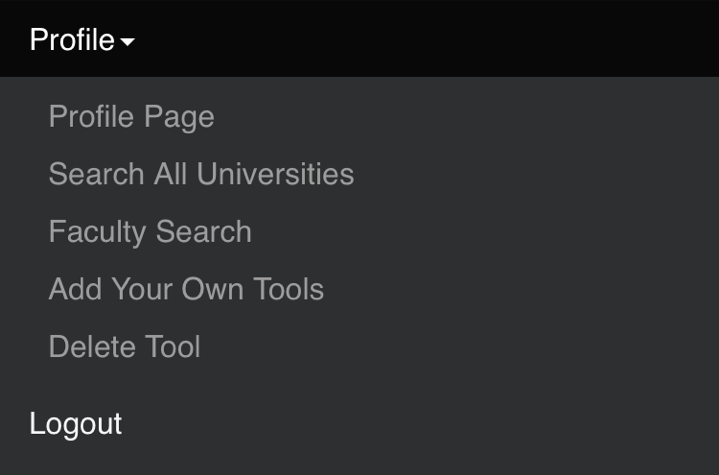 Profile
Profile Page
Search All Universities
Faculty Search
Add Your Own Tools
Delete Tool
Logout